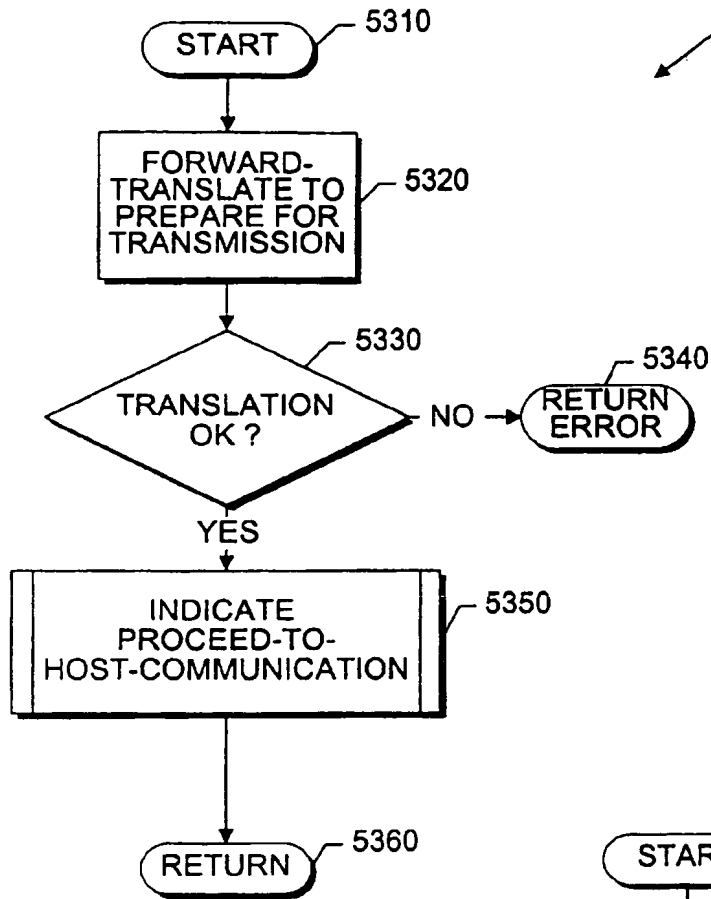 START
5310
FORWARD-
TRANSLATE TO
PREPARE FOR
TRANSMISSION
5320
5330
TRANSLATION
OK ?
NO
5340
RETURN
ERROR
YES
INDICATE
PROCEED-TO-
HOST-COMMUNICATION
5350
RETURN
5360
STAR